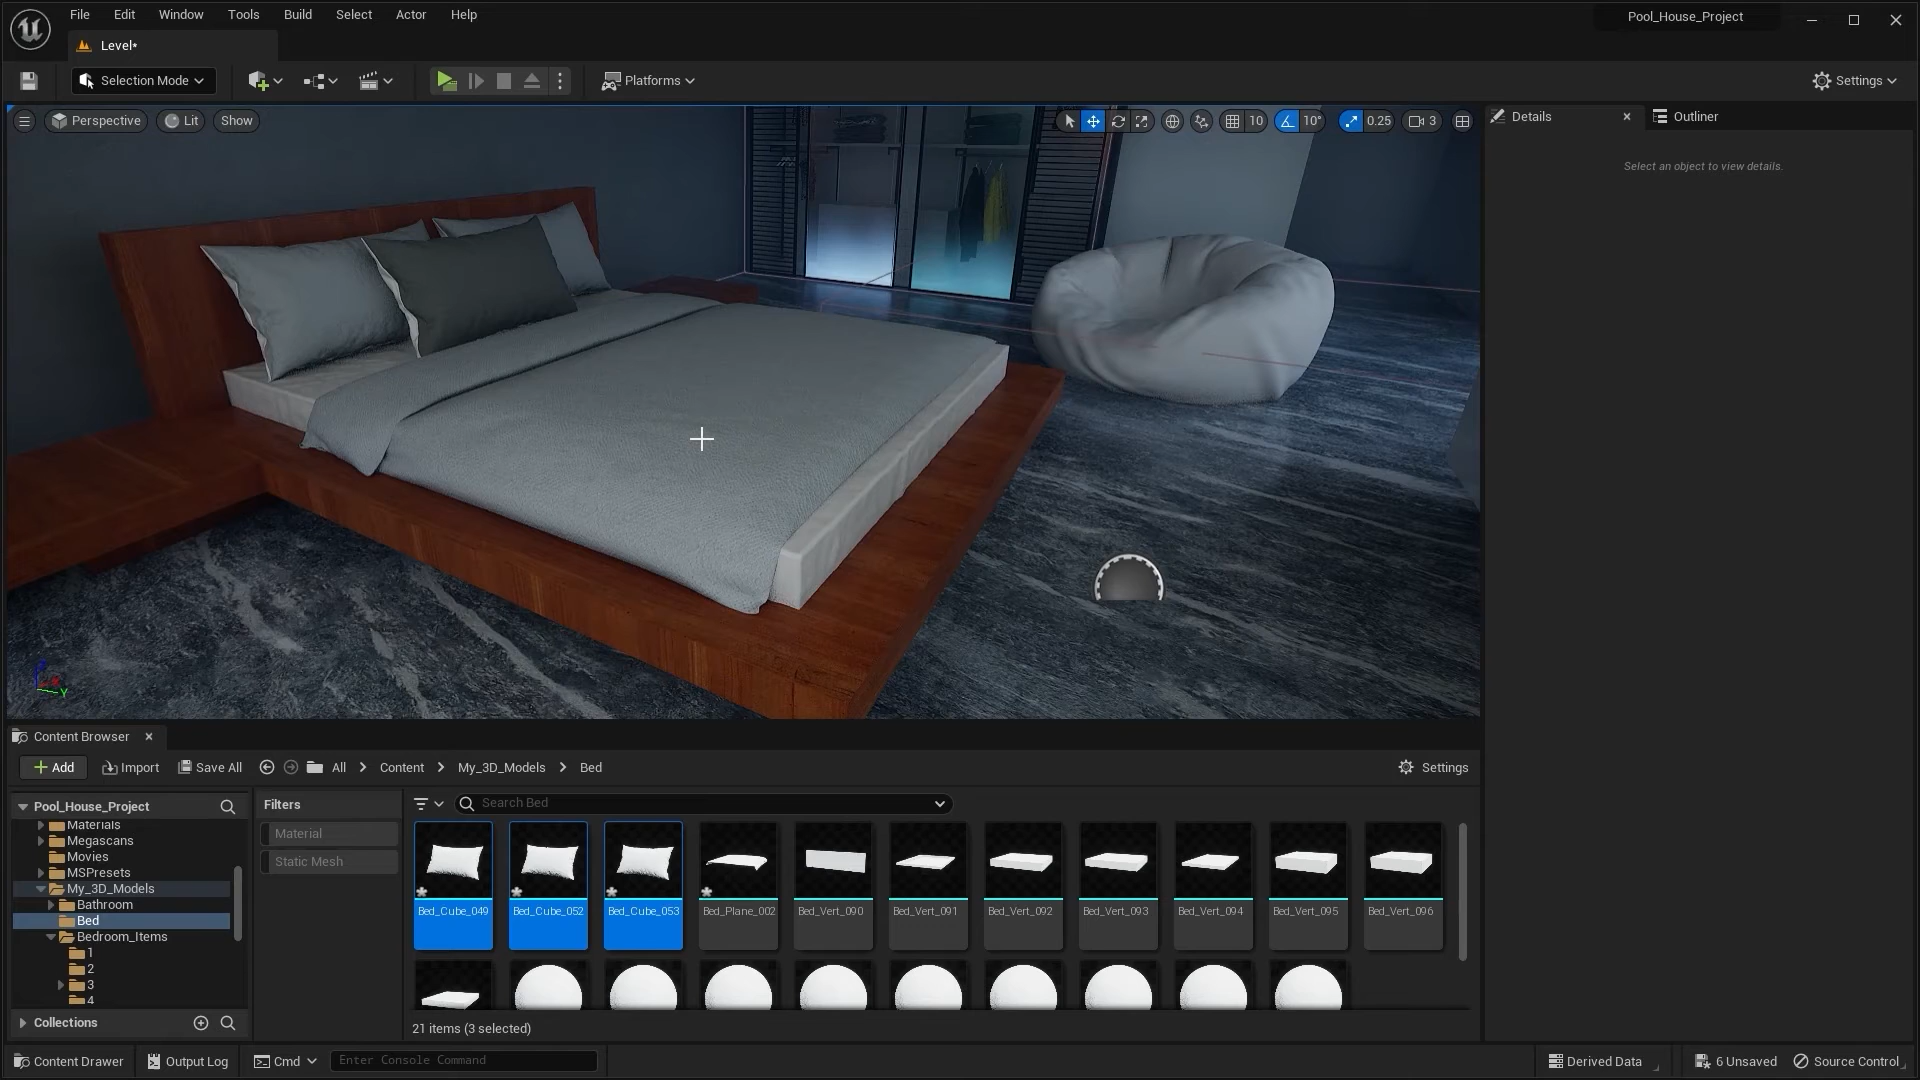 File Edit Window Tools Build Select Actor Help
Pool_House_Project
Level*
Selection Mode
Platforms
Settings
Perspective
Lit
Show
10
10°
0.25
3
Details
Outliner
Select an object to view details.
Content Browser
Add
Import
Save All
All
Content
My_3D_Models
Bed
Settings
Pool_House_Project
Materials
Megascans
Movies
MSPresets
My_3D_Models
Bathroom
Bed
Bedroom_Items
1
2
3
4
Collections
Filters
Material
Static Mesh
Search Bed
Bed_Cube_049
Bed_Cube_052
Bed_Cube_053
Bed_Plane_002
Bed_Vert_090
Bed_Vert_091
Bed_Vert_092
Bed_Vert_093
Bed_Vert_094
Bed_Vert_095
Bed_Vert_096
21 items (3 selected)
Content Drawer
Output Log
Cmd
Enter Console Command
Derived Data
6 Unsaved
Source Control